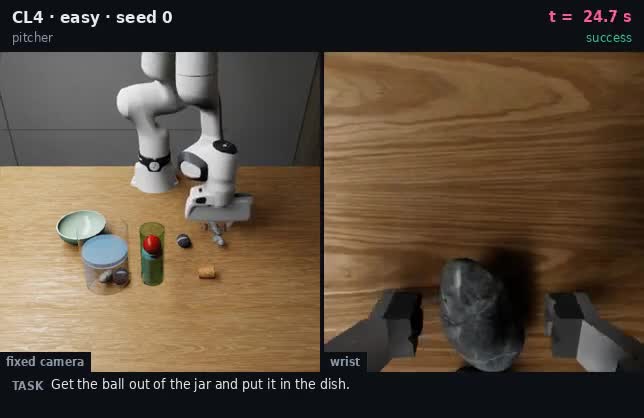 CL4 · easy · seed 0
t = 24.7 s
pitcher
success
fixed camera
wrist
TASK Get the ball out of the jar and put it in the dish.